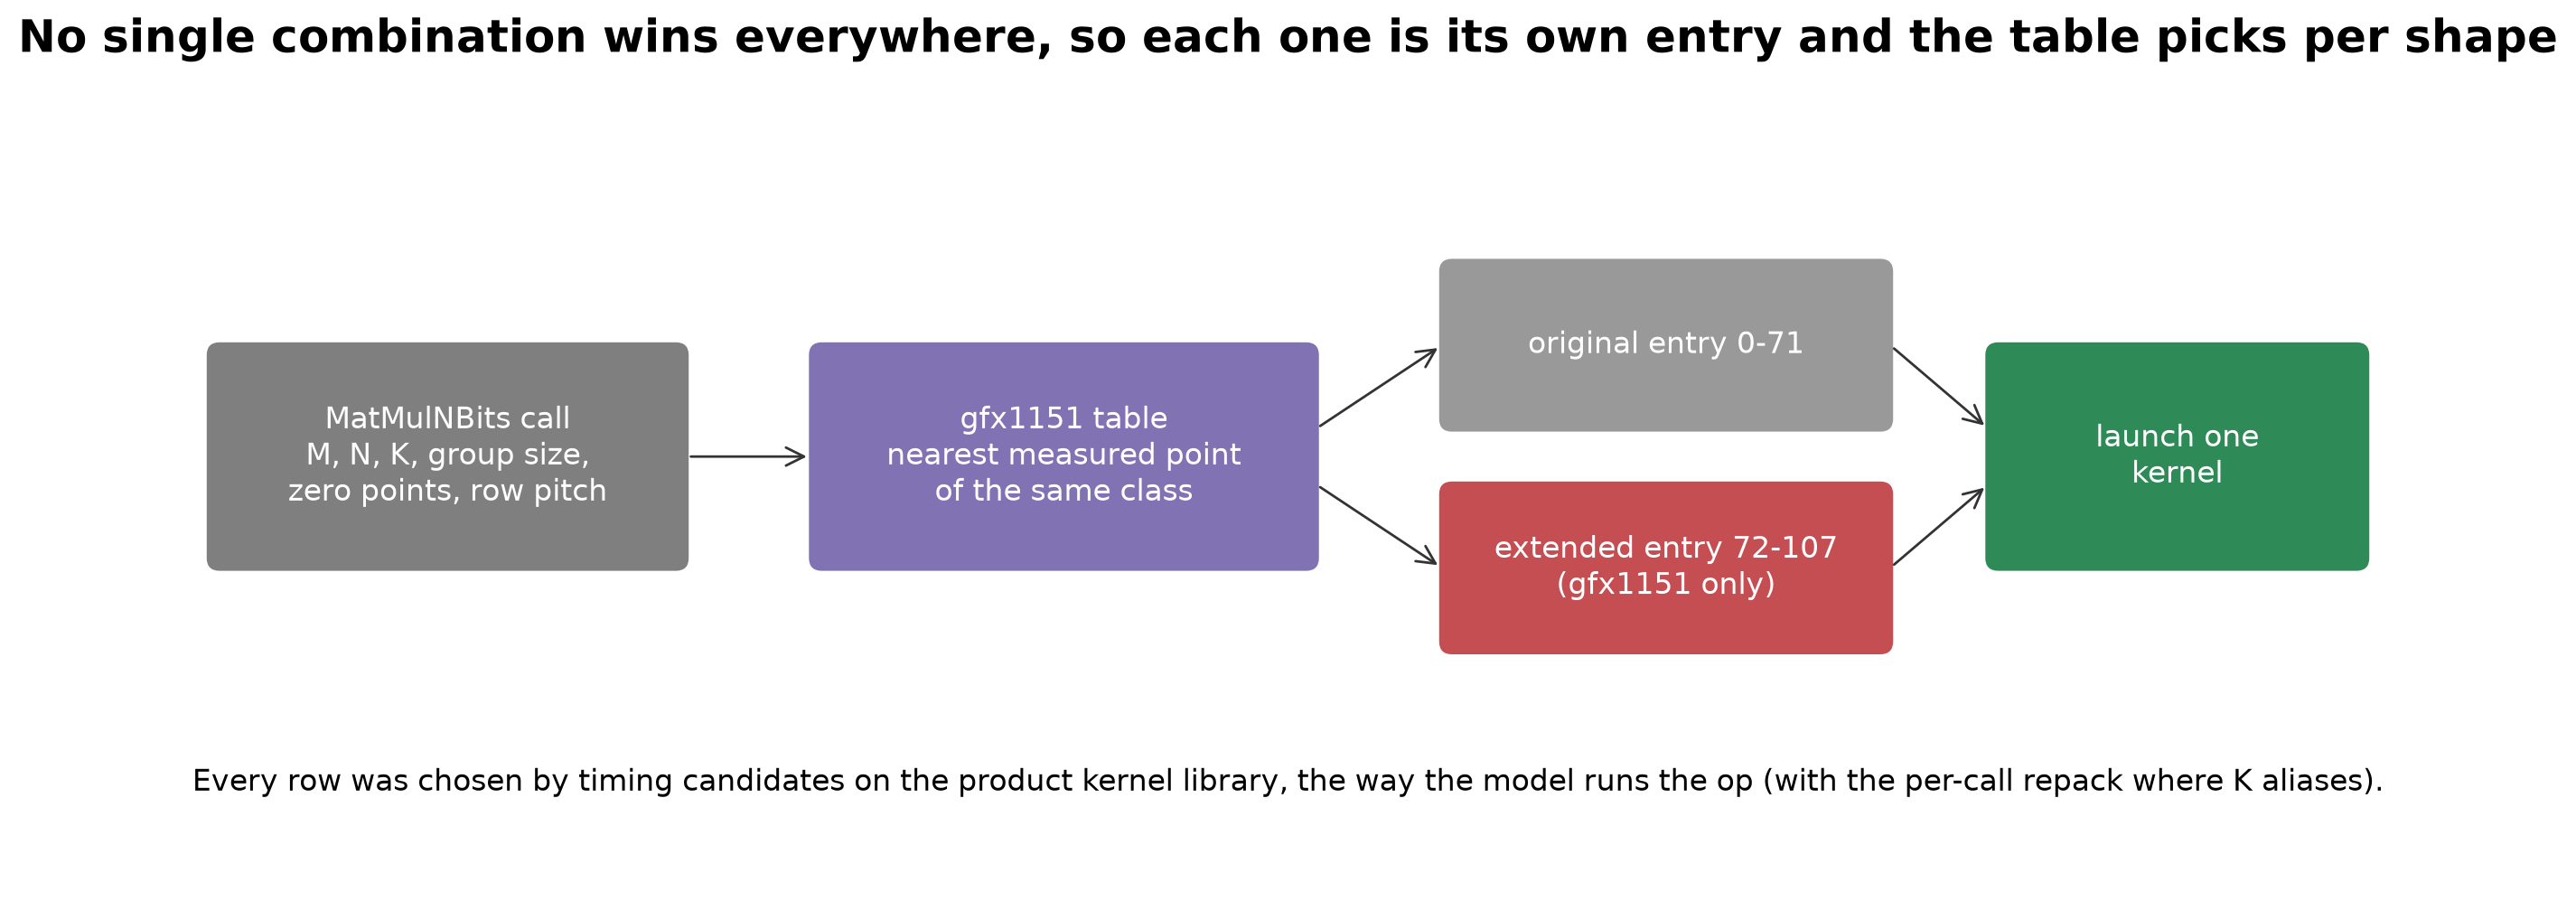 No single combination wins everywhere, so each one is its own entry and the table picks per shape
MatMulNBits call
M, N, K, group size,
zero points, row pitch
gfx1151 table
nearest measured point
of the same class
original entry 0-71
extended entry 72-107
(gfx1151 only)
launch one
kernel
Every row was chosen by timing candidates on the product kernel library, the way the model runs the op (with the per-call repack where K aliases).